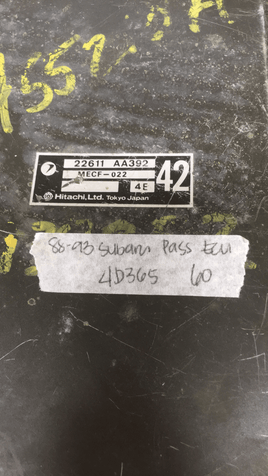 22611 AA392
MECF-022
4E
42
Hitachi, Ltd. Tokyo Japan
88-93 Subaru Pass ECU
4D365 60